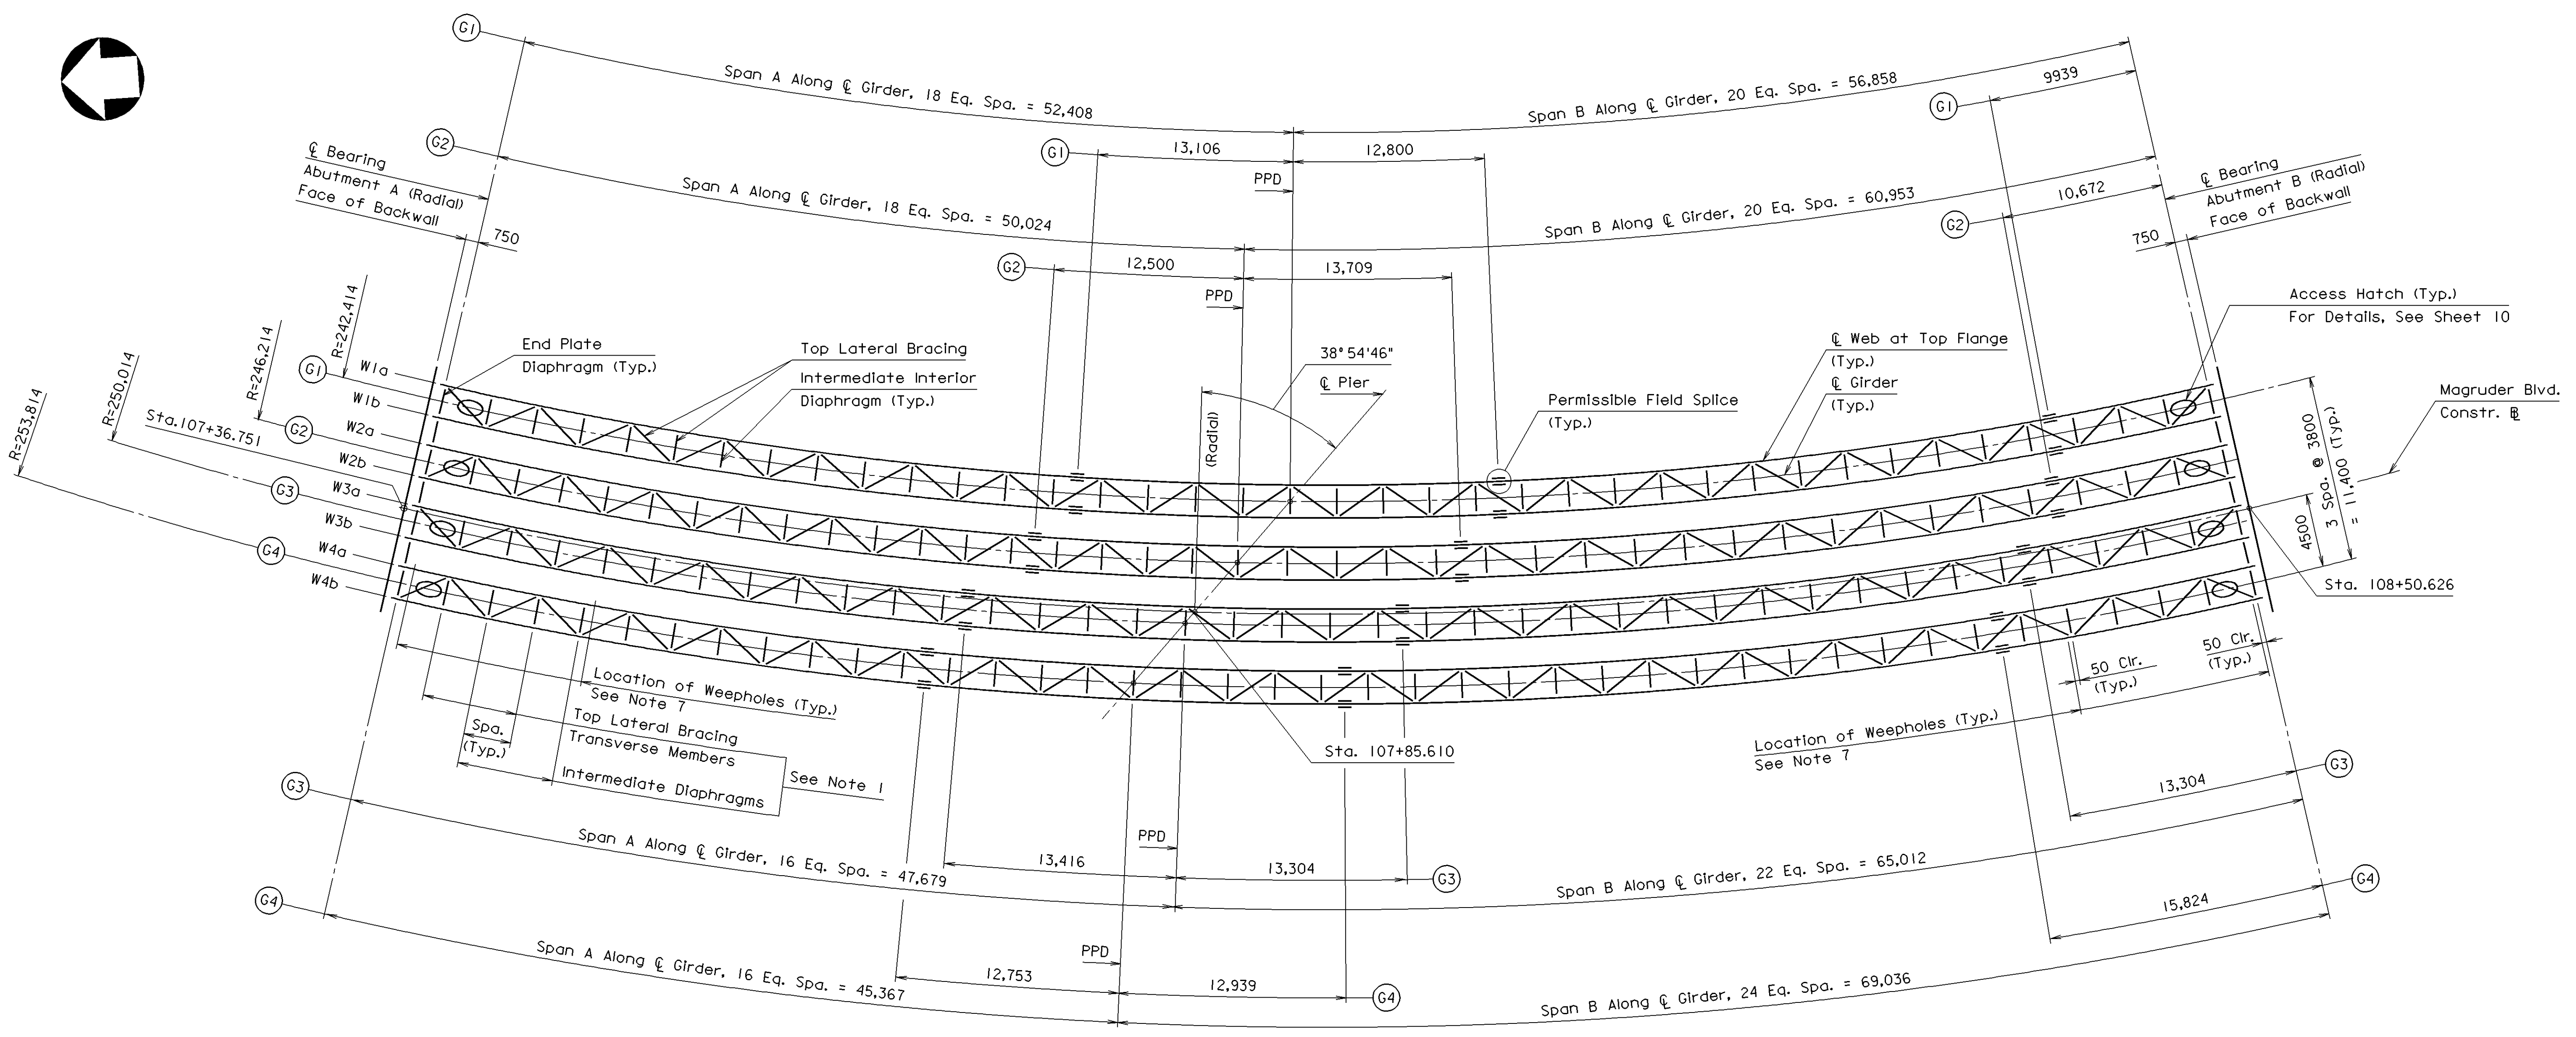 G1
Span A Along ℄ Girder, 18 Eq. Spa. = 52,408
Span B Along ℄ Girder, 20 Eq. Spa. = 56,858
9939
G1
G2
G1
13,106
12,800
PPD
℄ Bearing
Abutment A (Radial)
Face of Backwall
750
Span A Along ℄ Girder, 18 Eq. Spa. = 50,024
Span B Along ℄ Girder, 20 Eq. Spa. = 60,953
10,672
G2
℄ Bearing
Abutment B (Radial)
Face of Backwall
750
G2
12,500
13,709
PPD
R=253,814
R=250,014
R=246,214
R=242,414
Access Hatch (Typ.)
For Details, See Sheet 10
End Plate
Diaphragm (Typ.)
Top Lateral Bracing
Intermediate Interior
Diaphragm (Typ.)
38°54'46"
℄ Pier
(Radial)
Permissible Field Splice
(Typ.)
℄ Web at Top Flange
(Typ.)
℄ Girder
(Typ.)
Magruder Blvd.
Constr. B
G1
W1a
W1b
G2
W2a
W2b
Sta.107+36.751
G3
W3a
W3b
G4
W4a
W4b
3 Spa. @ 3800
= 11,400 (Typ.)
4500
Sta. 108+50.626
50 Clr.
(Typ.)
50 Clr.
(Typ.)
Location of Weepholes (Typ.)
See Note 7
Top Lateral Bracing
Transverse Members
Spa.
(Typ.)
Intermediate Diaphragms
See Note 1
Sta. 107+85.610
Location of Weepholes (Typ.)
See Note 7
13,304
G3
G3
Span A Along ℄ Girder, 16 Eq. Spa. = 47,679
PPD
13,416
13,304
G3
Span B Along ℄ Girder, 22 Eq. Spa. = 65,012
15,824
G4
G4
Span A Along ℄ Girder, 16 Eq. Spa. = 45,367
PPD
12,753
12,939
G4
Span B Along ℄ Girder, 24 Eq. Spa. = 69,036